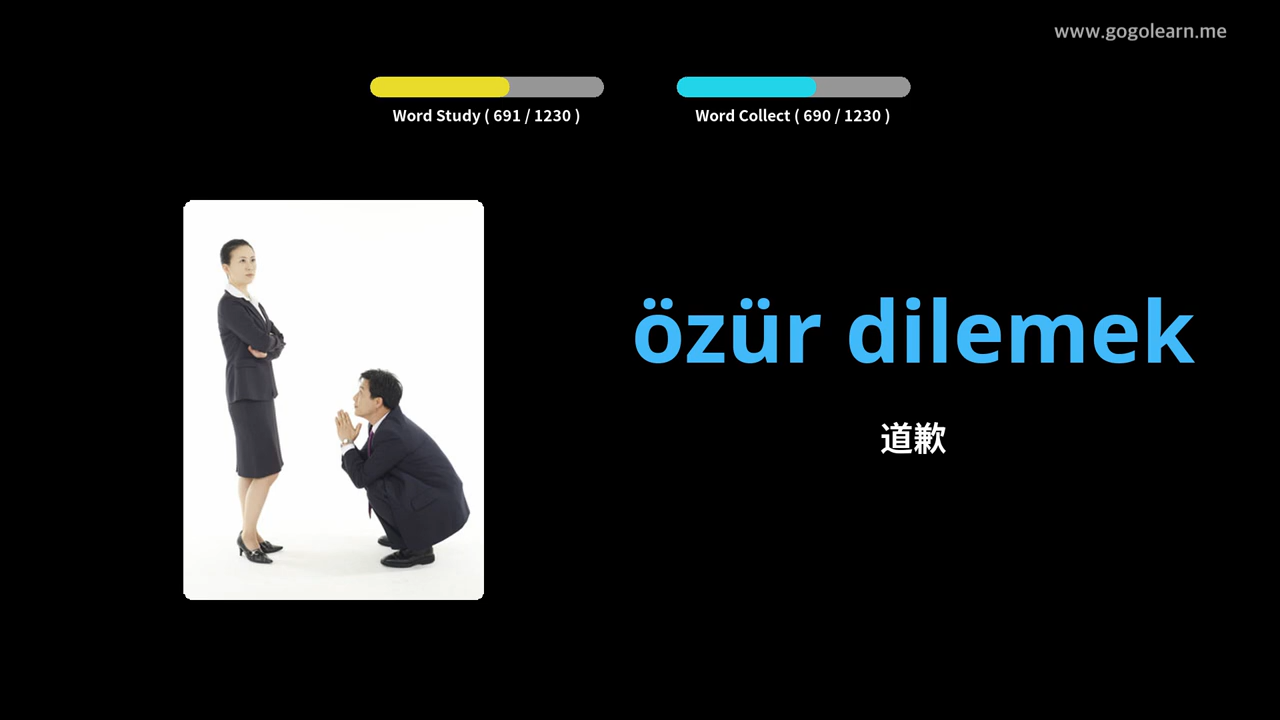 www.gogolearn.me
Word Study ( 691 / 1230 )
Word Collect ( 690 / 1230 )
özür dilemek
道歉